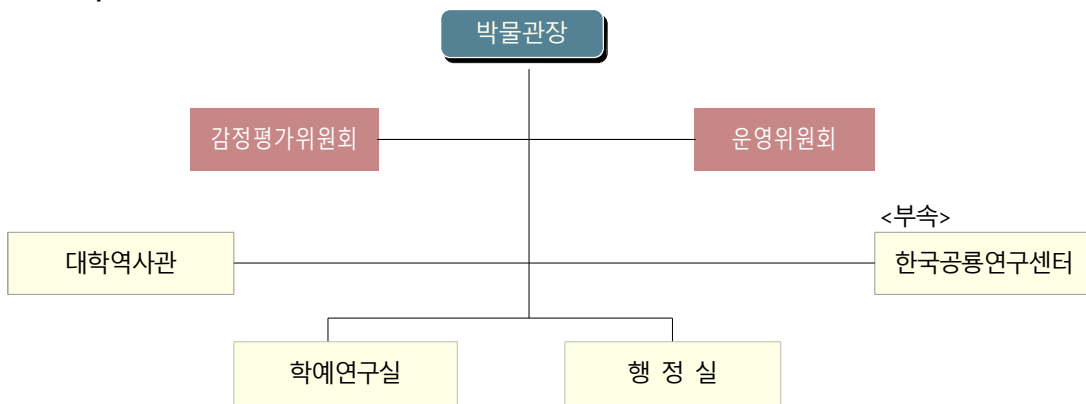 박물관장
감정평가위원회
운영위원회
<부속>
대학역사관
한국공룡연구센터
학예연구실
행 정 실